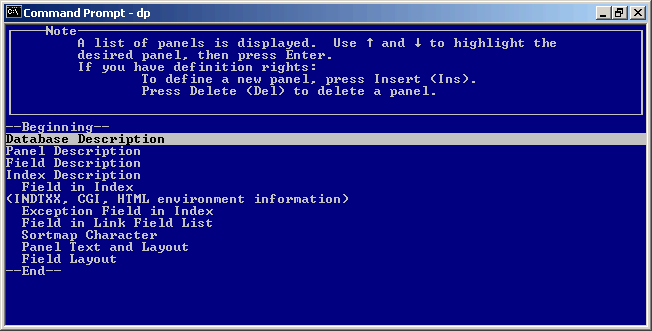 Command Prompt - dp
Note
A list of panels is displayed.  Use ↑ and ↓ to highlight the
desired panel, then press Enter.
If you have definition rights:
To define a new panel, press Insert (Ins).
Press Delete (Del) to delete a panel.
--Beginning--
Database Description
Panel Description
Field Description
Index Description
Field in Index
(INDTXX, CGI, HTML environment information)
Exception Field in Index
Field in Link Field List
Sortmap Character
Panel Text and Layout
Field Layout
--End--